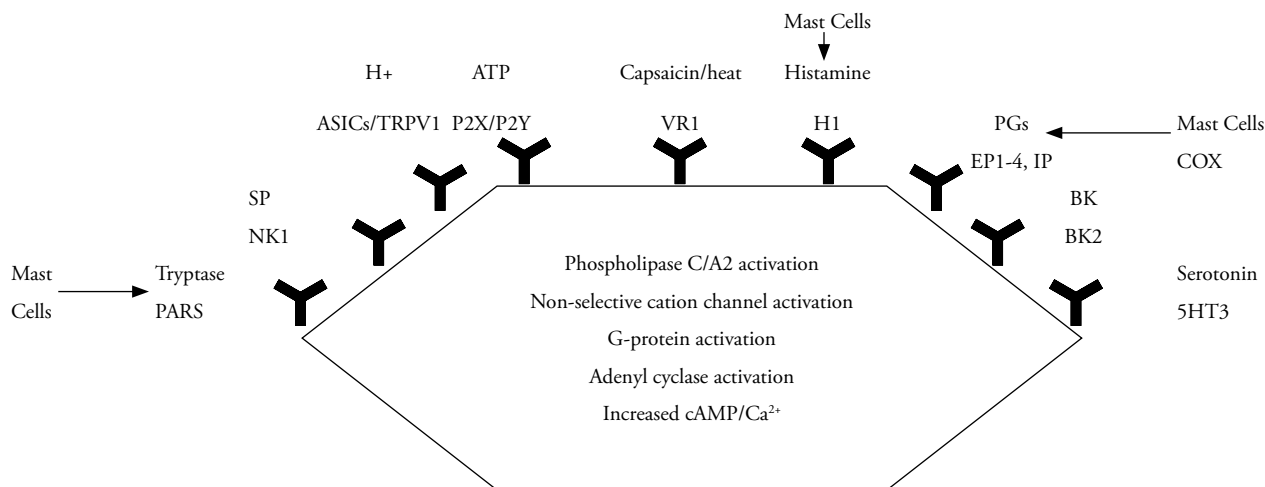 Mast Cells
H+
ATP
Capsaicin/heat
Histamine
ASICs/TRPV1
P2X/P2Y
VR1
H1
PGs
EP1-4, IP
Mast Cells
COX
SP
NK1
BK
BK2
Mast
Cells
Tryptase
PARS
Serotonin
5HT3
Phospholipase C/A2 activation
Non-selective cation channel activation
G-protein activation
Adenyl cyclase activation
Increased cAMP/Ca²⁺